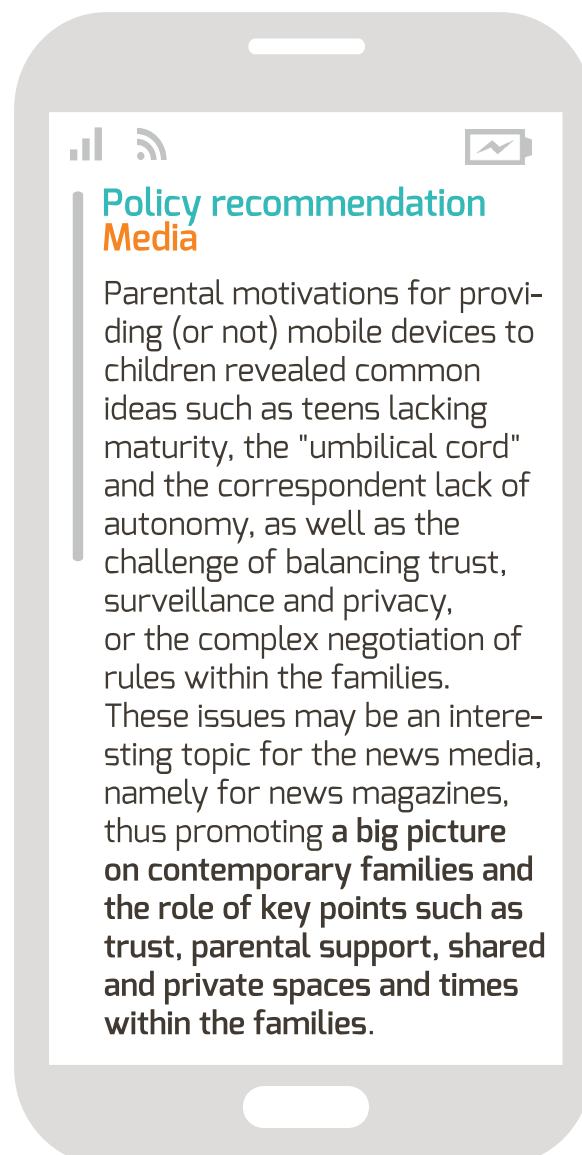 Policy recommendation
Media
Parental motivations for provi-
ding (or not) mobile devices to
children revealed common
ideas such as teens lacking
maturity, the "umbilical cord"
and the correspondent lack of
autonomy, as well as the
challenge of balancing trust,
surveillance and privacy,
or the complex negotiation of
rules within the families.
These issues may be an intere-
sting topic for the news media,
namely for news magazines,
thus promoting a big picture
on contemporary families and
the role of key points such as
trust, parental support, shared
and private spaces and times
within the families.